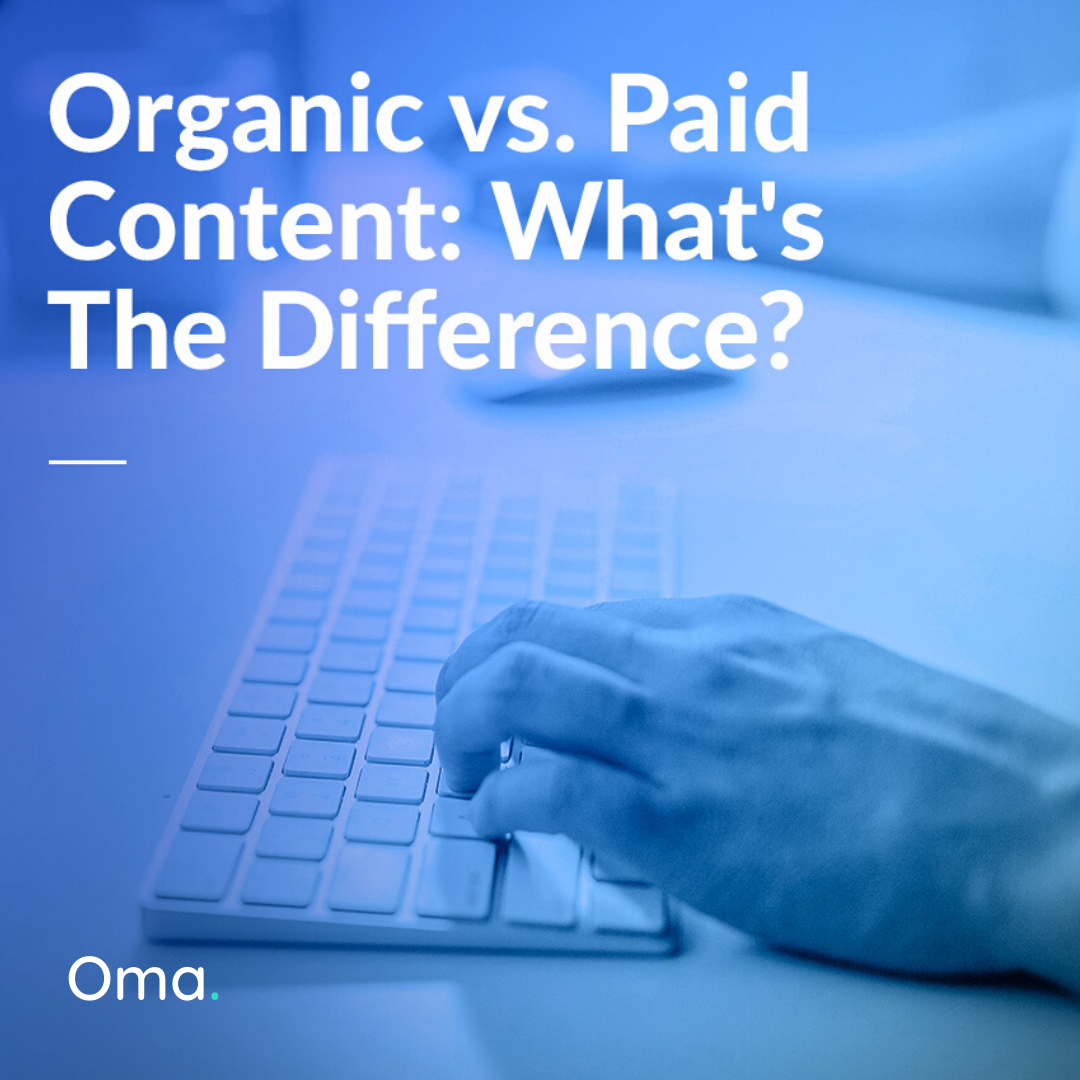 Organic vs. Paid
Content: What's
The Difference?
Oma.